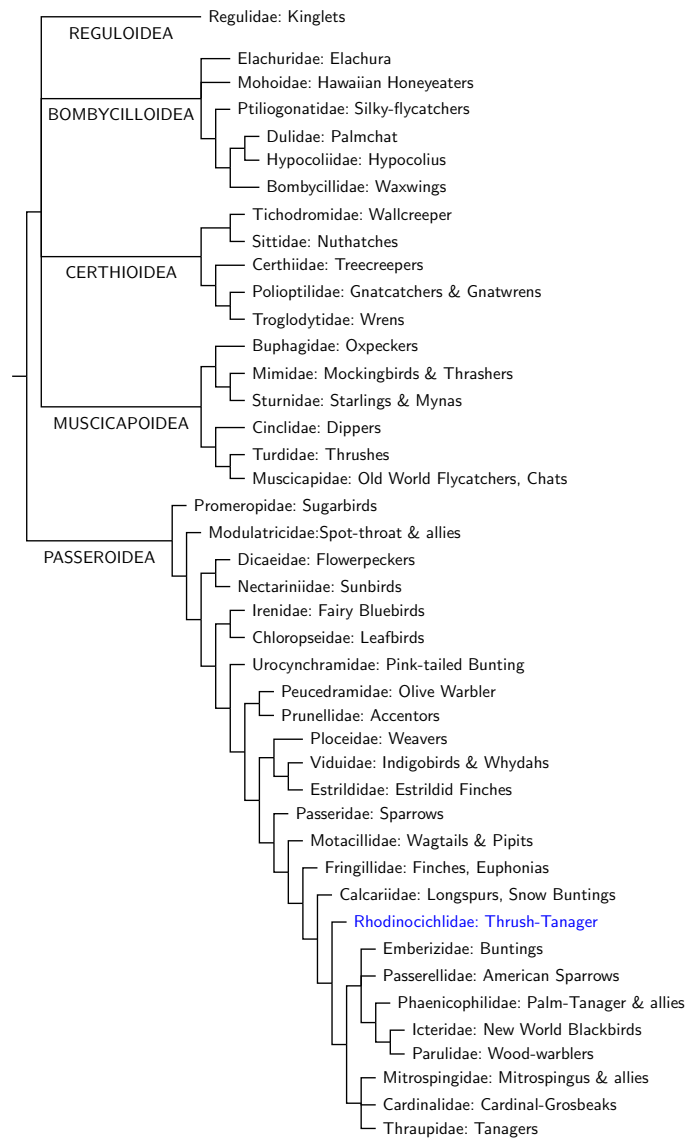 Regulidae: Kinglets
REGULOIDEA
Elachuridae: Elachura
Mohoidae: Hawaiian Honeyeaters
BOMBYCILLOIDEA
Ptiliogonatidae: Silky-flycatchers
Dulidae: Palmchat
Hypocoliidae: Hypocolius
Bombycillidae: Waxwings
Tichodromidae: Wallcreeper
Sittidae: Nuthatches
CERTHIOIDEA
Certhiidae: Treecreepers
Polioptilidae: Gnatcatchers & Gnatwrens
Troglodytidae: Wrens
Buphagidae: Oxpeckers
Mimidae: Mockingbirds & Thrashers
Sturnidae: Starlings & Mynas
MUSCICAPOIDEA
Cinclidae: Dippers
Turdidae: Thrushes
Muscicapidae: Old World Flycatchers, Chats
Promeropidae: Sugarbirds
Modulatricidae:Spot-throat & allies
PASSEROIDEA
Dicaeidae: Flowerpeckers
Nectariniidae: Sunbirds
Irenidae: Fairy Bluebirds
Chloropseidae: Leafbirds
Urocynchramidae: Pink-tailed Bunting
Peucedramidae: Olive Warbler
Prunellidae: Accentors
Ploceidae: Weavers
Viduidae: Indigobirds & Whydahs
Estrildidae: Estrildid Finches
Passeridae: Sparrows
Motacillidae: Wagtails & Pipits
Fringillidae: Finches, Euphonias
Calcariidae: Longspurs, Snow Buntings
Rhodinocichlidae: Thrush-Tanager
Emberizidae: Buntings
Passerellidae: American Sparrows
Phaenicophilidae: Palm-Tanager & allies
Icteridae: New World Blackbirds
Parulidae: Wood-warblers
Mitrospingidae: Mitrospingus & allies
Cardinalidae: Cardinal-Grosbeaks
Thraupidae: Tanagers